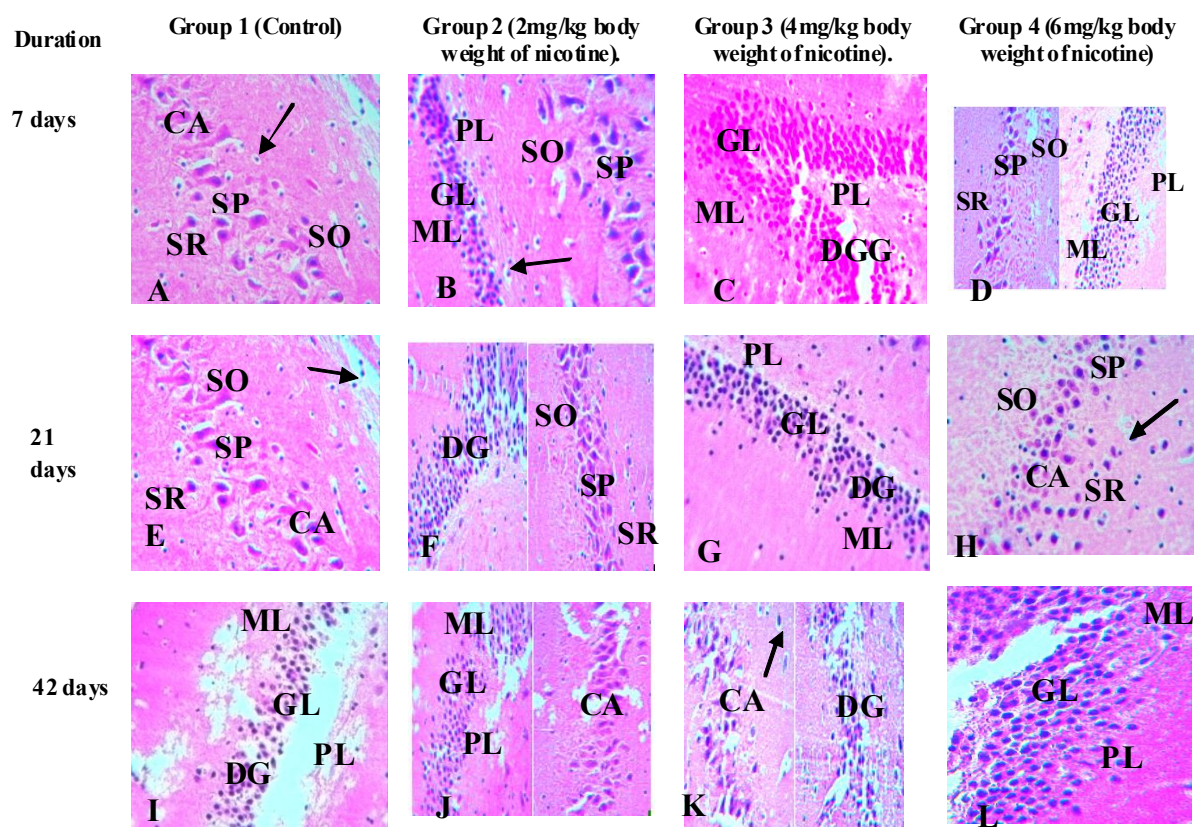 Duration
Group 1 (Control)
Group 2 (2mg/kg body
weight of nicotine).
Group 3 (4mg/kg body
weight of nicotine).
Group 4 (6mg/kg body
weight of nicotine)
7 days
CA
SP
SR
SO
A
PL
SO
SP
GL
ML
B
GL
PL
ML
DGG
C
SO
SP
SR
PL
GL
ML
D
21
days
SO
SP
SR
CA
E
SO
DG
SP
SR
F
PL
GL
DG
ML
G
SP
SO
CA
SR
H
42 days
ML
GL
PL
DG
I
ML
GL
CA
PL
J
CA
DG
K
ML
GL
PL
L